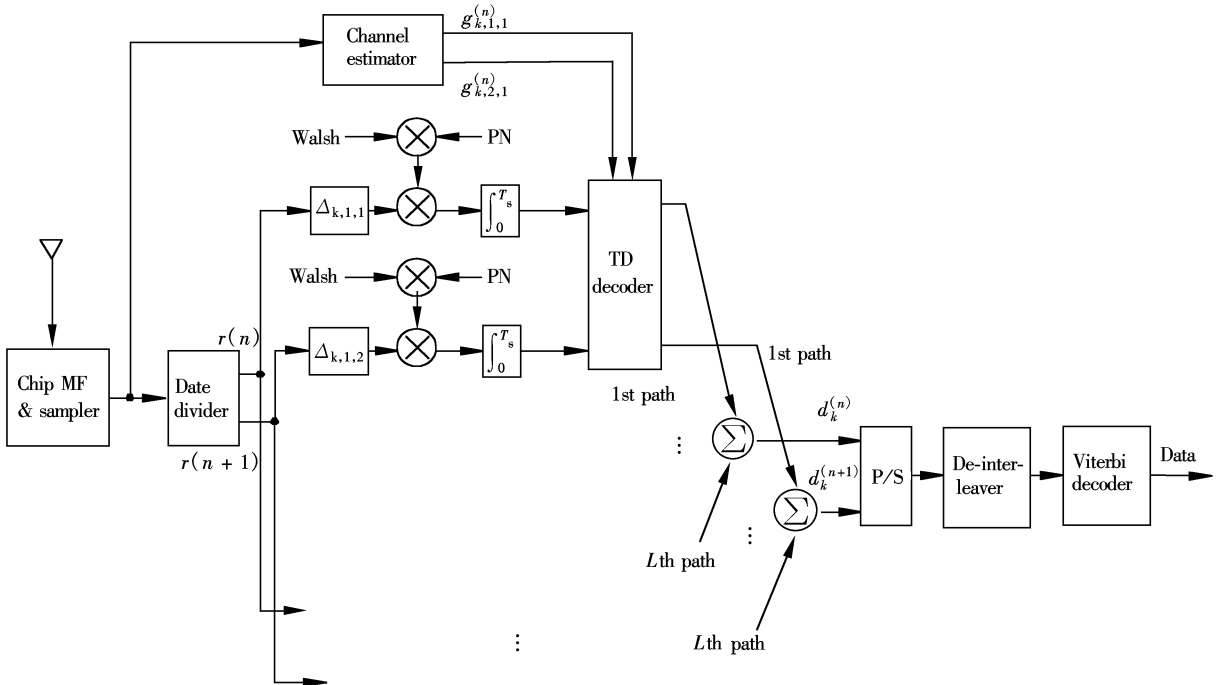 g_{k,1,1}^{(n)}
Channel
estimator
g_{k,2,1}^{(n)}
Walsh
PN
Δ_{k,1,1}
∫_0^{T_s}
TD
decoder
Walsh
PN
r(n)
Δ_{k,1,2}
∫_0^{T_s}
1st path
1st path
Chip MF
& sampler
Date
divider
r(n + 1)
⋮
∑
d_k^{(n)}
d_k^{(n+1)}
P/S
De-inter-
leaver
Viterbi
decoder
Data
⋮
∑
Lth path
Lth path
⋮